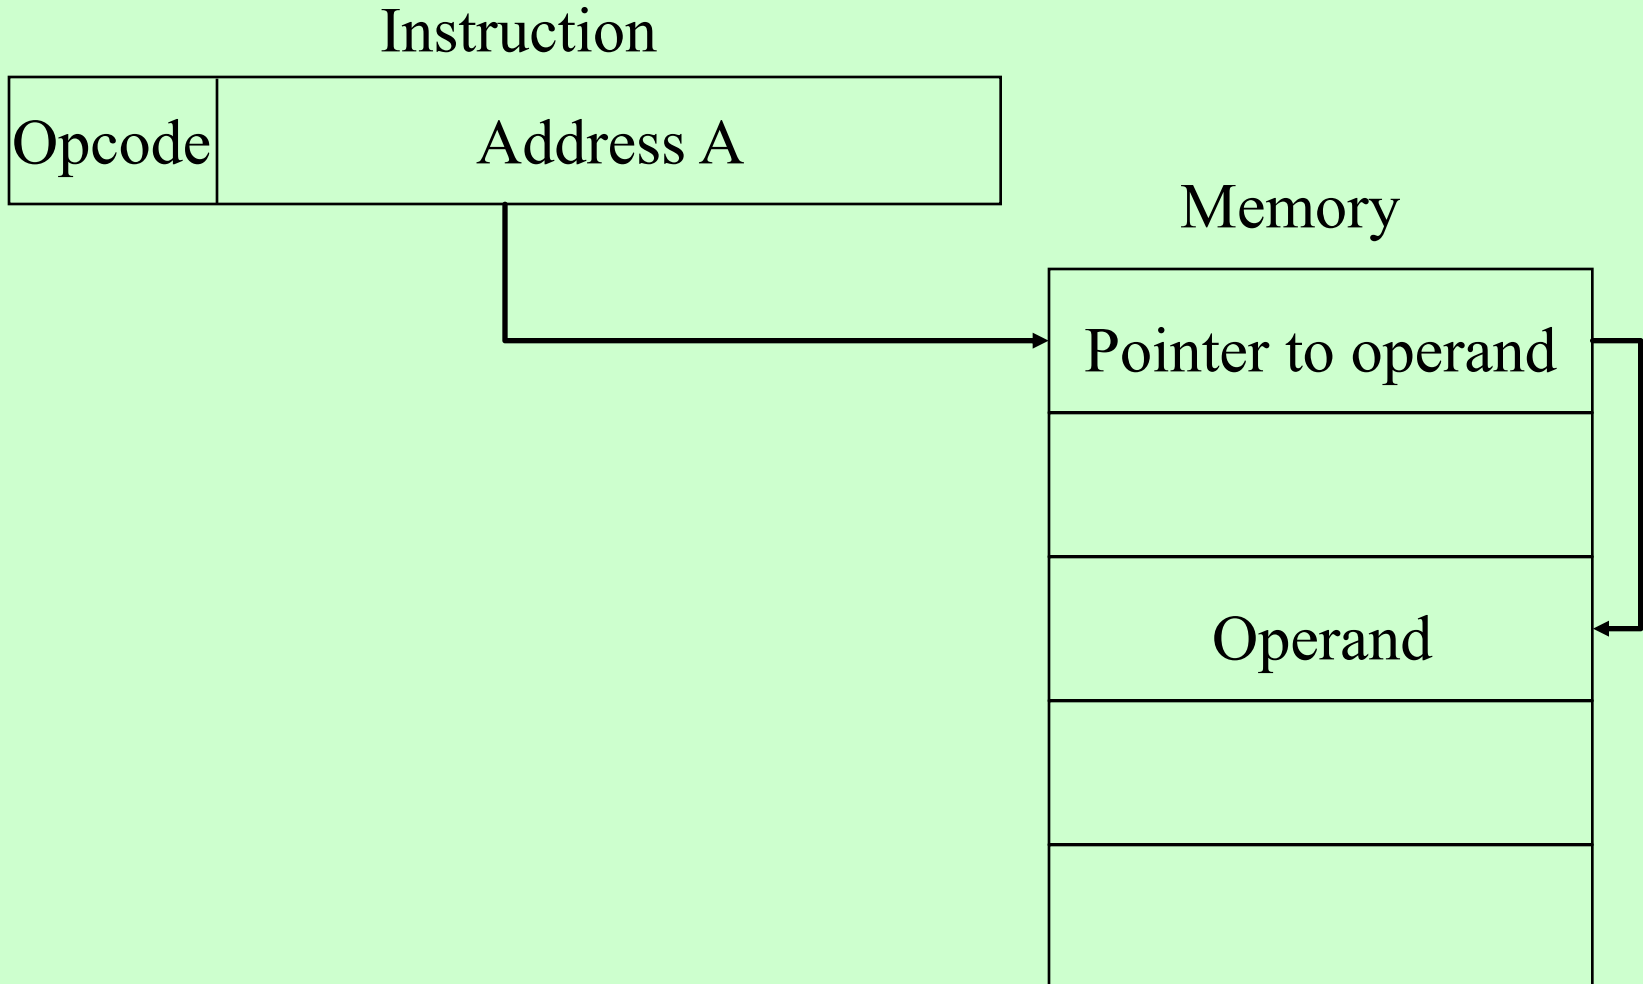 Instruction
Opcode
Address A
Memory
Pointer to operand
Operand